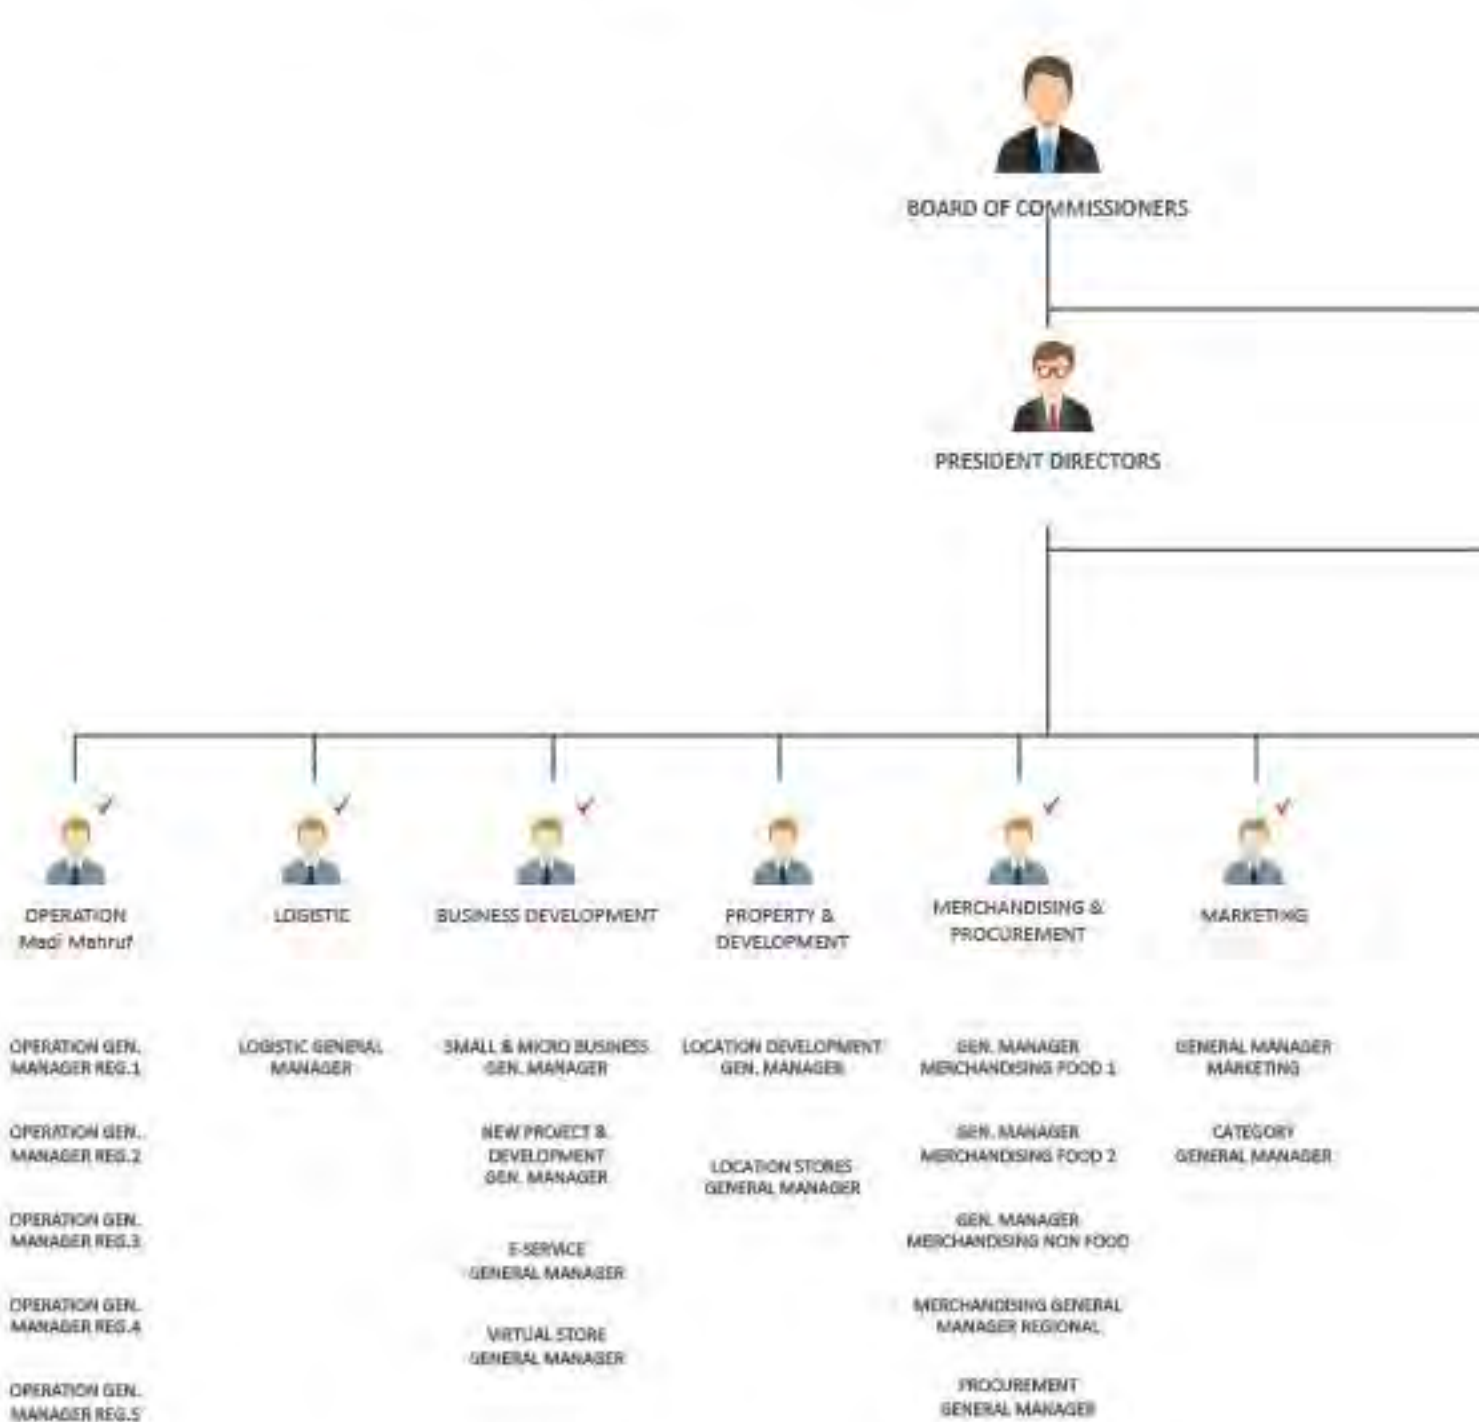 BOARD OF COMMISSIONERS
PRESIDENT DIRECTORS
OPERATION
Madi Mahruf
LOGISTIC
BUSINESS DEVELOPMENT
PROPERTY &
DEVELOPMENT
MERCHANDISING &
PROCUREMENT
MARKETING
OPERATION GEN.
MANAGER REG.1
OPERATION GEN.
MANAGER REG.2
OPERATION GEN.
MANAGER REG.3
OPERATION GEN.
MANAGER REG.4
OPERATION GEN.
MANAGER REG.5
LOGISTIC GENERAL
MANAGER
SMALL & MICRO BUSINESS
GEN. MANAGER
NEW PROJECT &
DEVELOPMENT
GEN. MANAGER
E-SERVICE
GENERAL MANAGER
VIRTUAL STORE
GENERAL MANAGER
LOCATION DEVELOPMENT
GEN. MANAGER
LOCATION STORES
GENERAL MANAGER
GEN. MANAGER
MERCHANDISING FOOD 1
GEN. MANAGER
MERCHANDISING FOOD 2
GEN. MANAGER
MERCHANDISING NON FOOD
MERCHANDISING GENERAL
MANAGER REGIONAL
PROCUREMENT
GENERAL MANAGER
GENERAL MANAGER
MARKETING
CATEGORY
GENERAL MANAGER